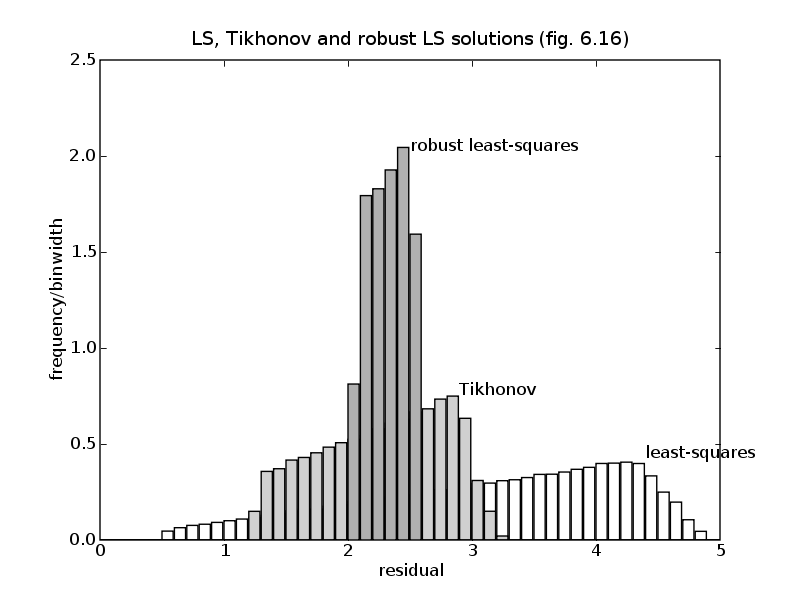 LS, Tikhonov and robust LS solutions (fig. 6.16)
2.5
2.0
1.5
1.0
0.5
0.0
frequency/binwidth
robust least-squares
Tikhonov
least-squares
0 1 2 3 4 5
residual